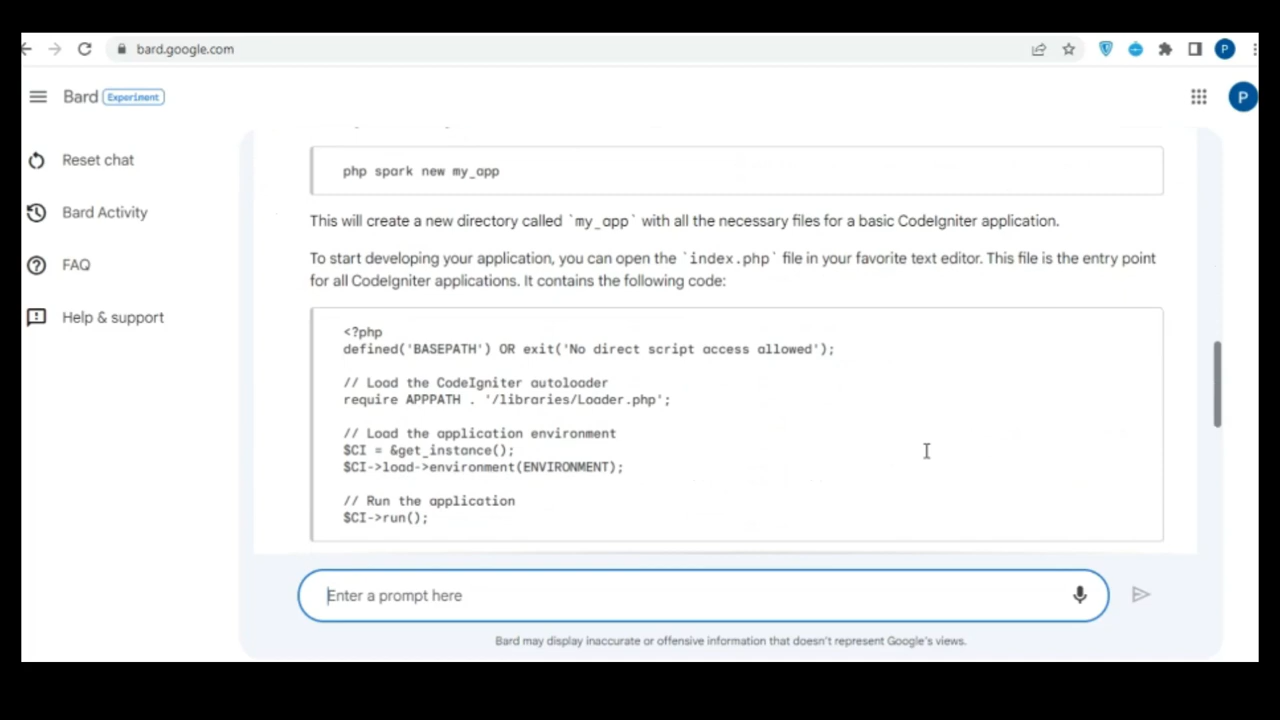 bard.google.com
P
Bard Experiment
P
Reset chat
Bard Activity
FAQ
Help & support
php spark new my_app
This will create a new directory called `my_app` with all the necessary files for a basic CodeIgniter application.
To start developing your application, you can open the `index.php` file in your favorite text editor. This file is the entry point
for all CodeIgniter applications. It contains the following code:
<?php
defined('BASEPATH') OR exit('No direct script access allowed');
// Load the CodeIgniter autoloader
require APPPATH . '/libraries/Loader.php';
// Load the application environment
$CI = &get_instance();
$CI->load->environment(ENVIRONMENT);
// Run the application
$CI->run();
Enter a prompt here
Bard may display inaccurate or offensive information that doesn't represent Google's views.